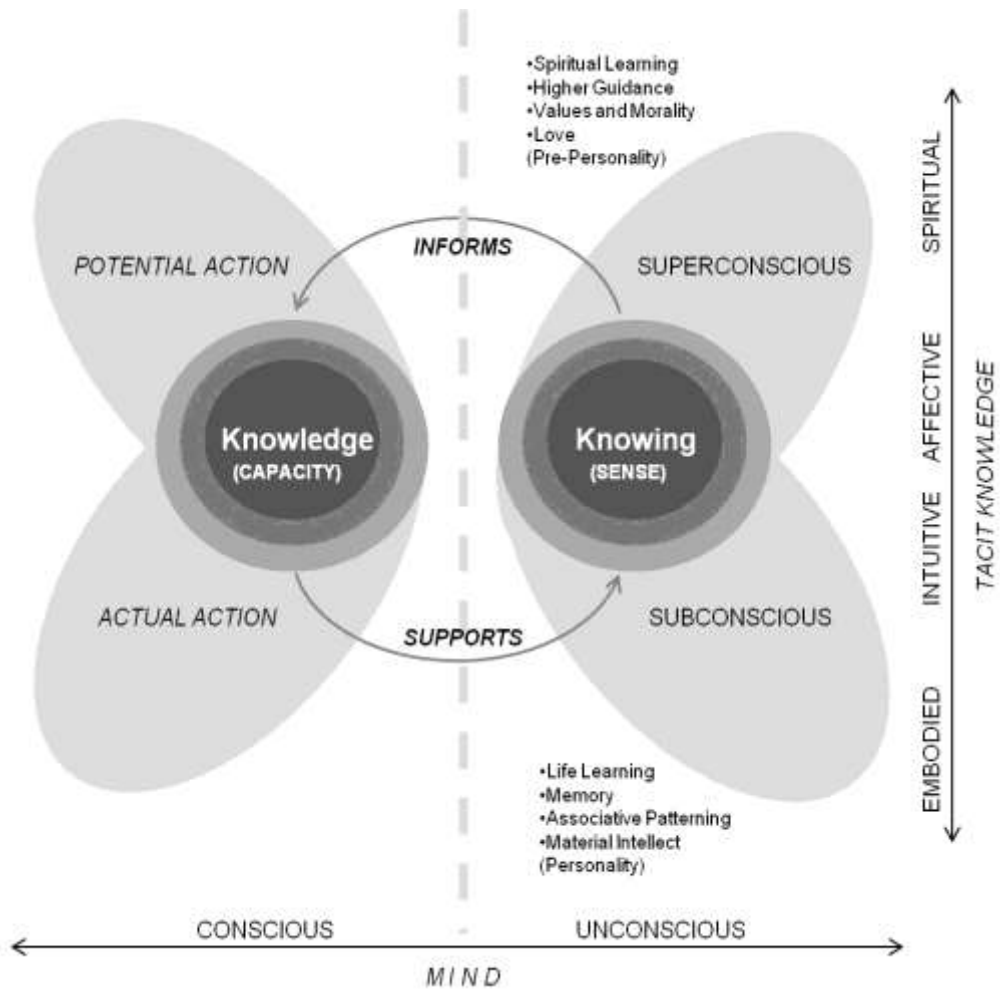 •Spiritual Learning
•Higher Guidance
•Values and Morality
•Love
(Pre-Personality)
INFORMS
POTENTIAL ACTION
SUPERCONSCIOUS
Knowledge
(CAPACITY)
Knowing
(SENSE)
ACTUAL ACTION
SUBCONSCIOUS
SUPPORTS
•Life Learning
•Memory
•Associative Patterning
•Material Intellect
(Personality)
SPIRITUAL
AFFECTIVE
INTUITIVE
EMBODIED
TACIT KNOWLEDGE
CONSCIOUS
UNCONSCIOUS
MIND